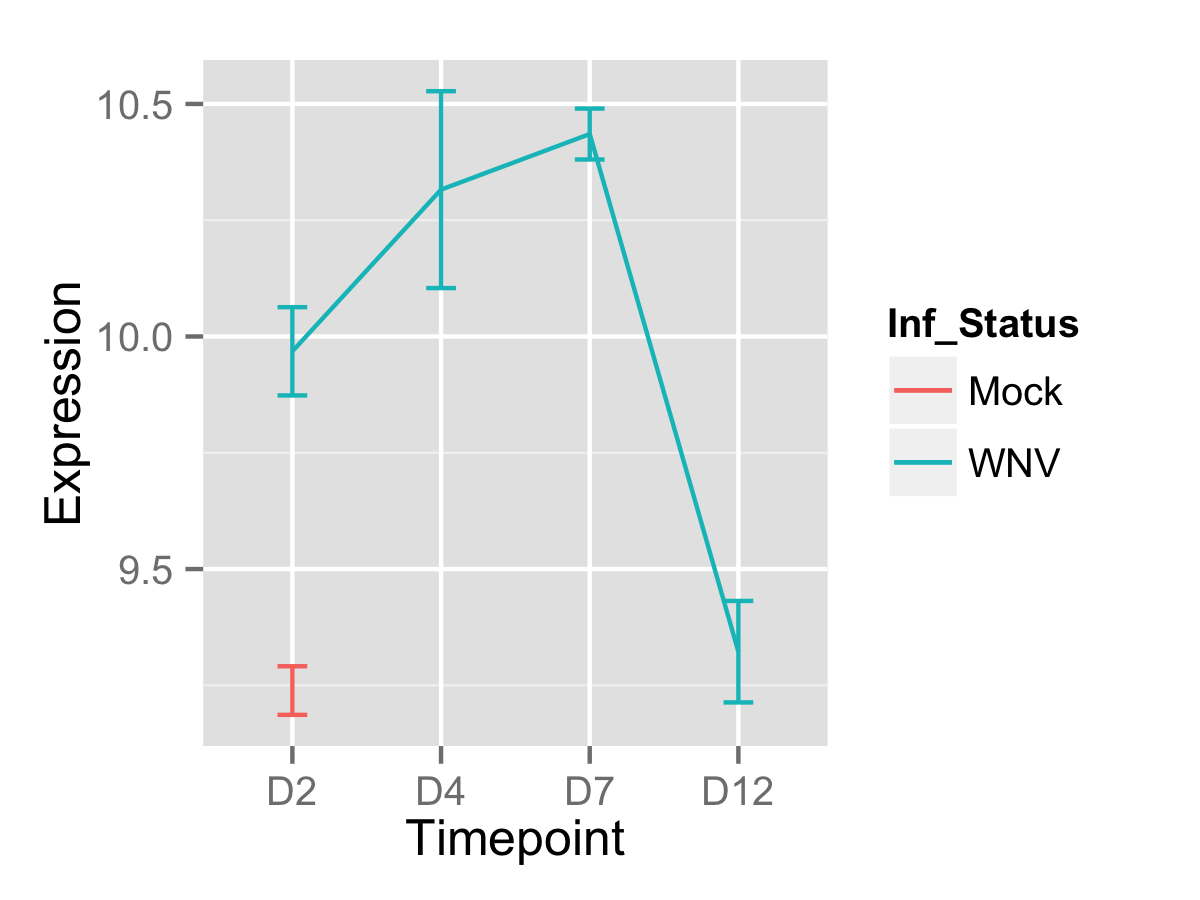 10.5
10.0
9.5
Expression
D2 D4 D7 D12
Timepoint
Inf_Status
Mock
WNV